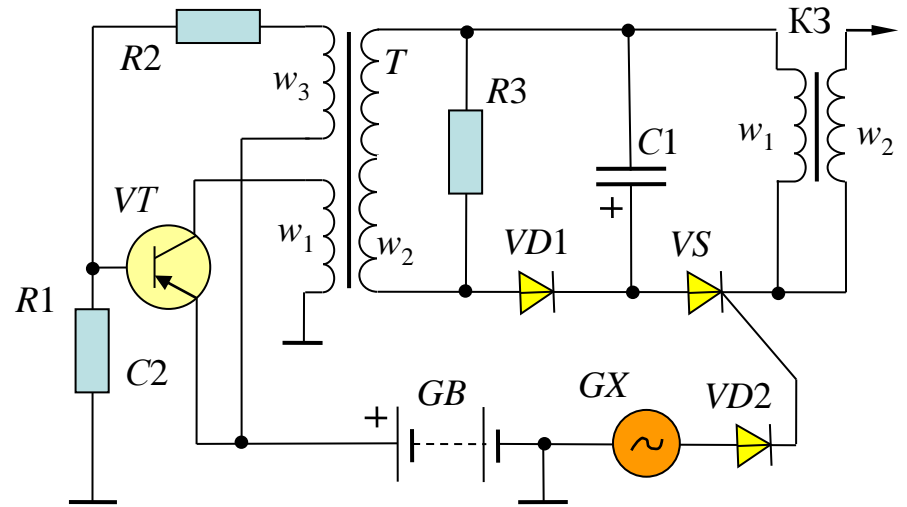 КЗ
R2
T
w3
R3
C1
w1
w2
VT
w1
w2
VD1
VS
R1
C2
+
+
GB
GX
VD2